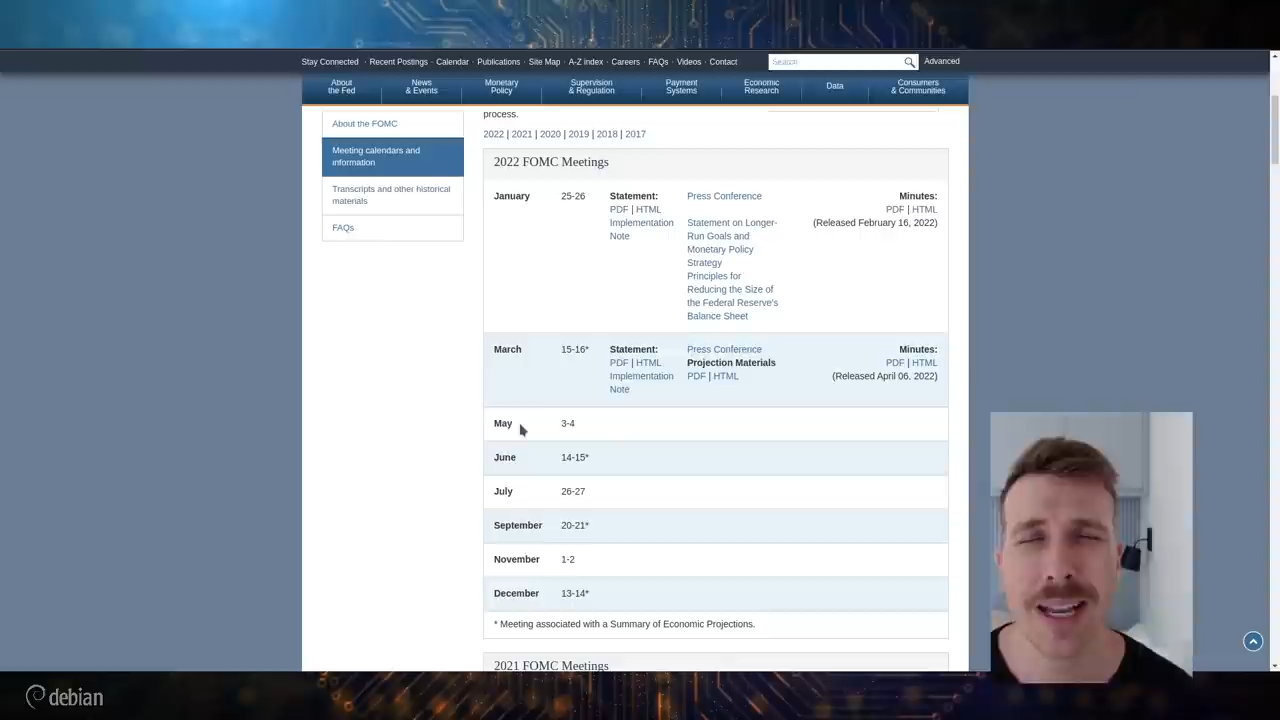 Stay Connected · Recent Postings · Calendar · Publications · Site Map · A-Z index · Careers · FAQs · Videos · Contact
Search
Advanced
About the Fed
News & Events
Monetary Policy
Supervision & Regulation
Payment Systems
Economic Research
Data
Consumers & Communities
About the FOMC
Meeting calendars and
information
Transcripts and other historical
materials
FAQs
process.
2022 | 2021 | 2020 | 2019 | 2018 | 2017
2022 FOMC Meetings
January
25-26
Statement:
PDF | HTML
Implementation
Note
Press Conference
Statement on Longer-
Run Goals and
Monetary Policy
Strategy
Principles for
Reducing the Size of
the Federal Reserve's
Balance Sheet
Minutes:
PDF | HTML
(Released February 16, 2022)
March
15-16*
Statement:
PDF | HTML
Implementation
Note
Press Conference
Projection Materials
PDF | HTML
Minutes:
PDF | HTML
(Released April 06, 2022)
May 3-4
June 14-15*
July 26-27
September 20-21*
November 1-2
December 13-14*
* Meeting associated with a Summary of Economic Projections.
2021 FOMC Meetings
debian